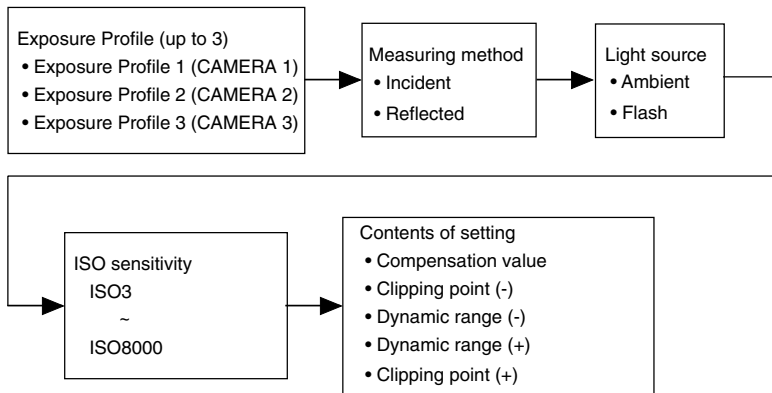 Exposure Profile (up to 3)
• Exposure Profile 1 (CAMERA 1)
• Exposure Profile 2 (CAMERA 2)
• Exposure Profile 3 (CAMERA 3)
Measuring method
• Incident
• Reflected
Light source
• Ambient
• Flash
ISO sensitivity
ISO3
~
ISO8000
Contents of setting
• Compensation value
• Clipping point (-)
• Dynamic range (-)
• Dynamic range (+)
• Clipping point (+)